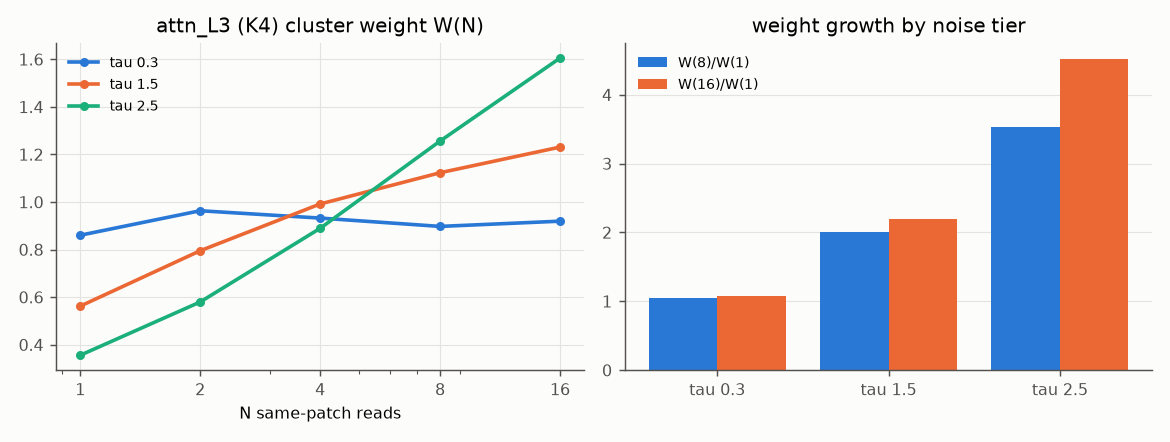 attn_L3 (K4) cluster weight W(N)
tau 0.3
tau 1.5
tau 2.5
1.6
1.4
1.2
1.0
0.8
0.6
0.4
1 2 4 8 16
N same-patch reads
weight growth by noise tier
W(8)/W(1)
W(16)/W(1)
4
3
2
1
0
tau 0.3 tau 1.5 tau 2.5